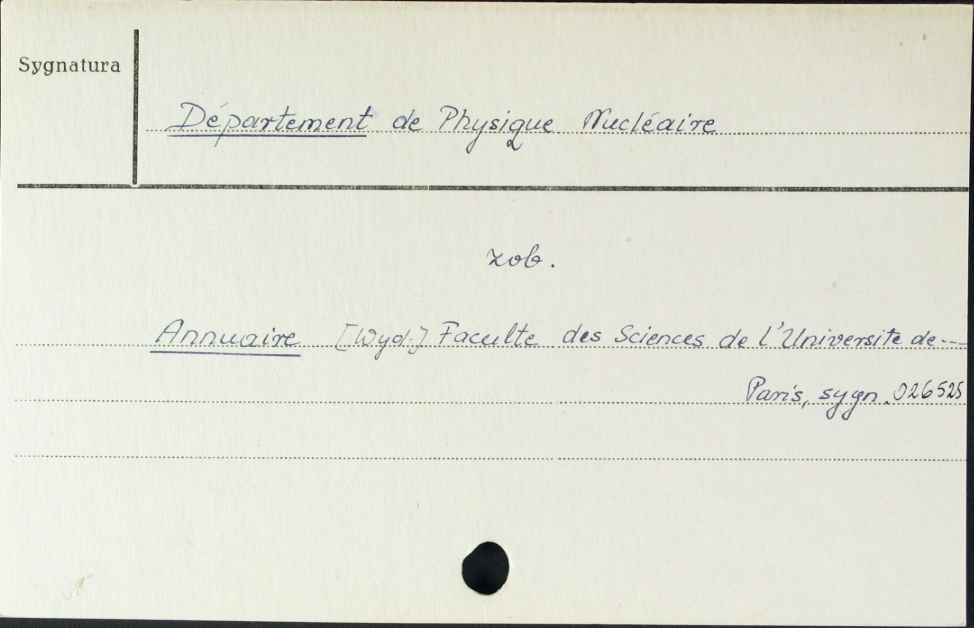 Sygnatura
Département de Physique Nucléaire
zob.
Annuaire [Wyd.] Faculte des Sciences de l'Universite de---
Paris, sygn. 026525